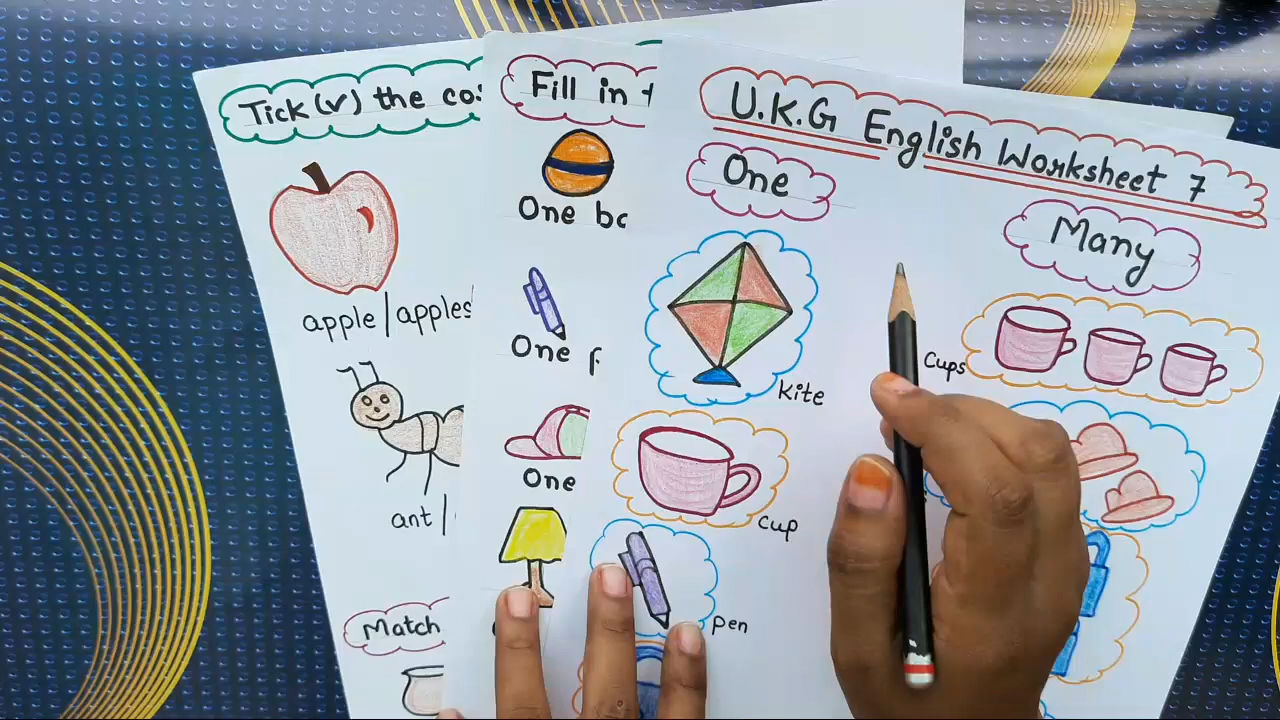 Tick (✓) the
apple / apples
ant /
Match
Fill in
One
One
One
U.K.G English Worksheet 7
One
Many
Kite
Cups
Cup
Pen